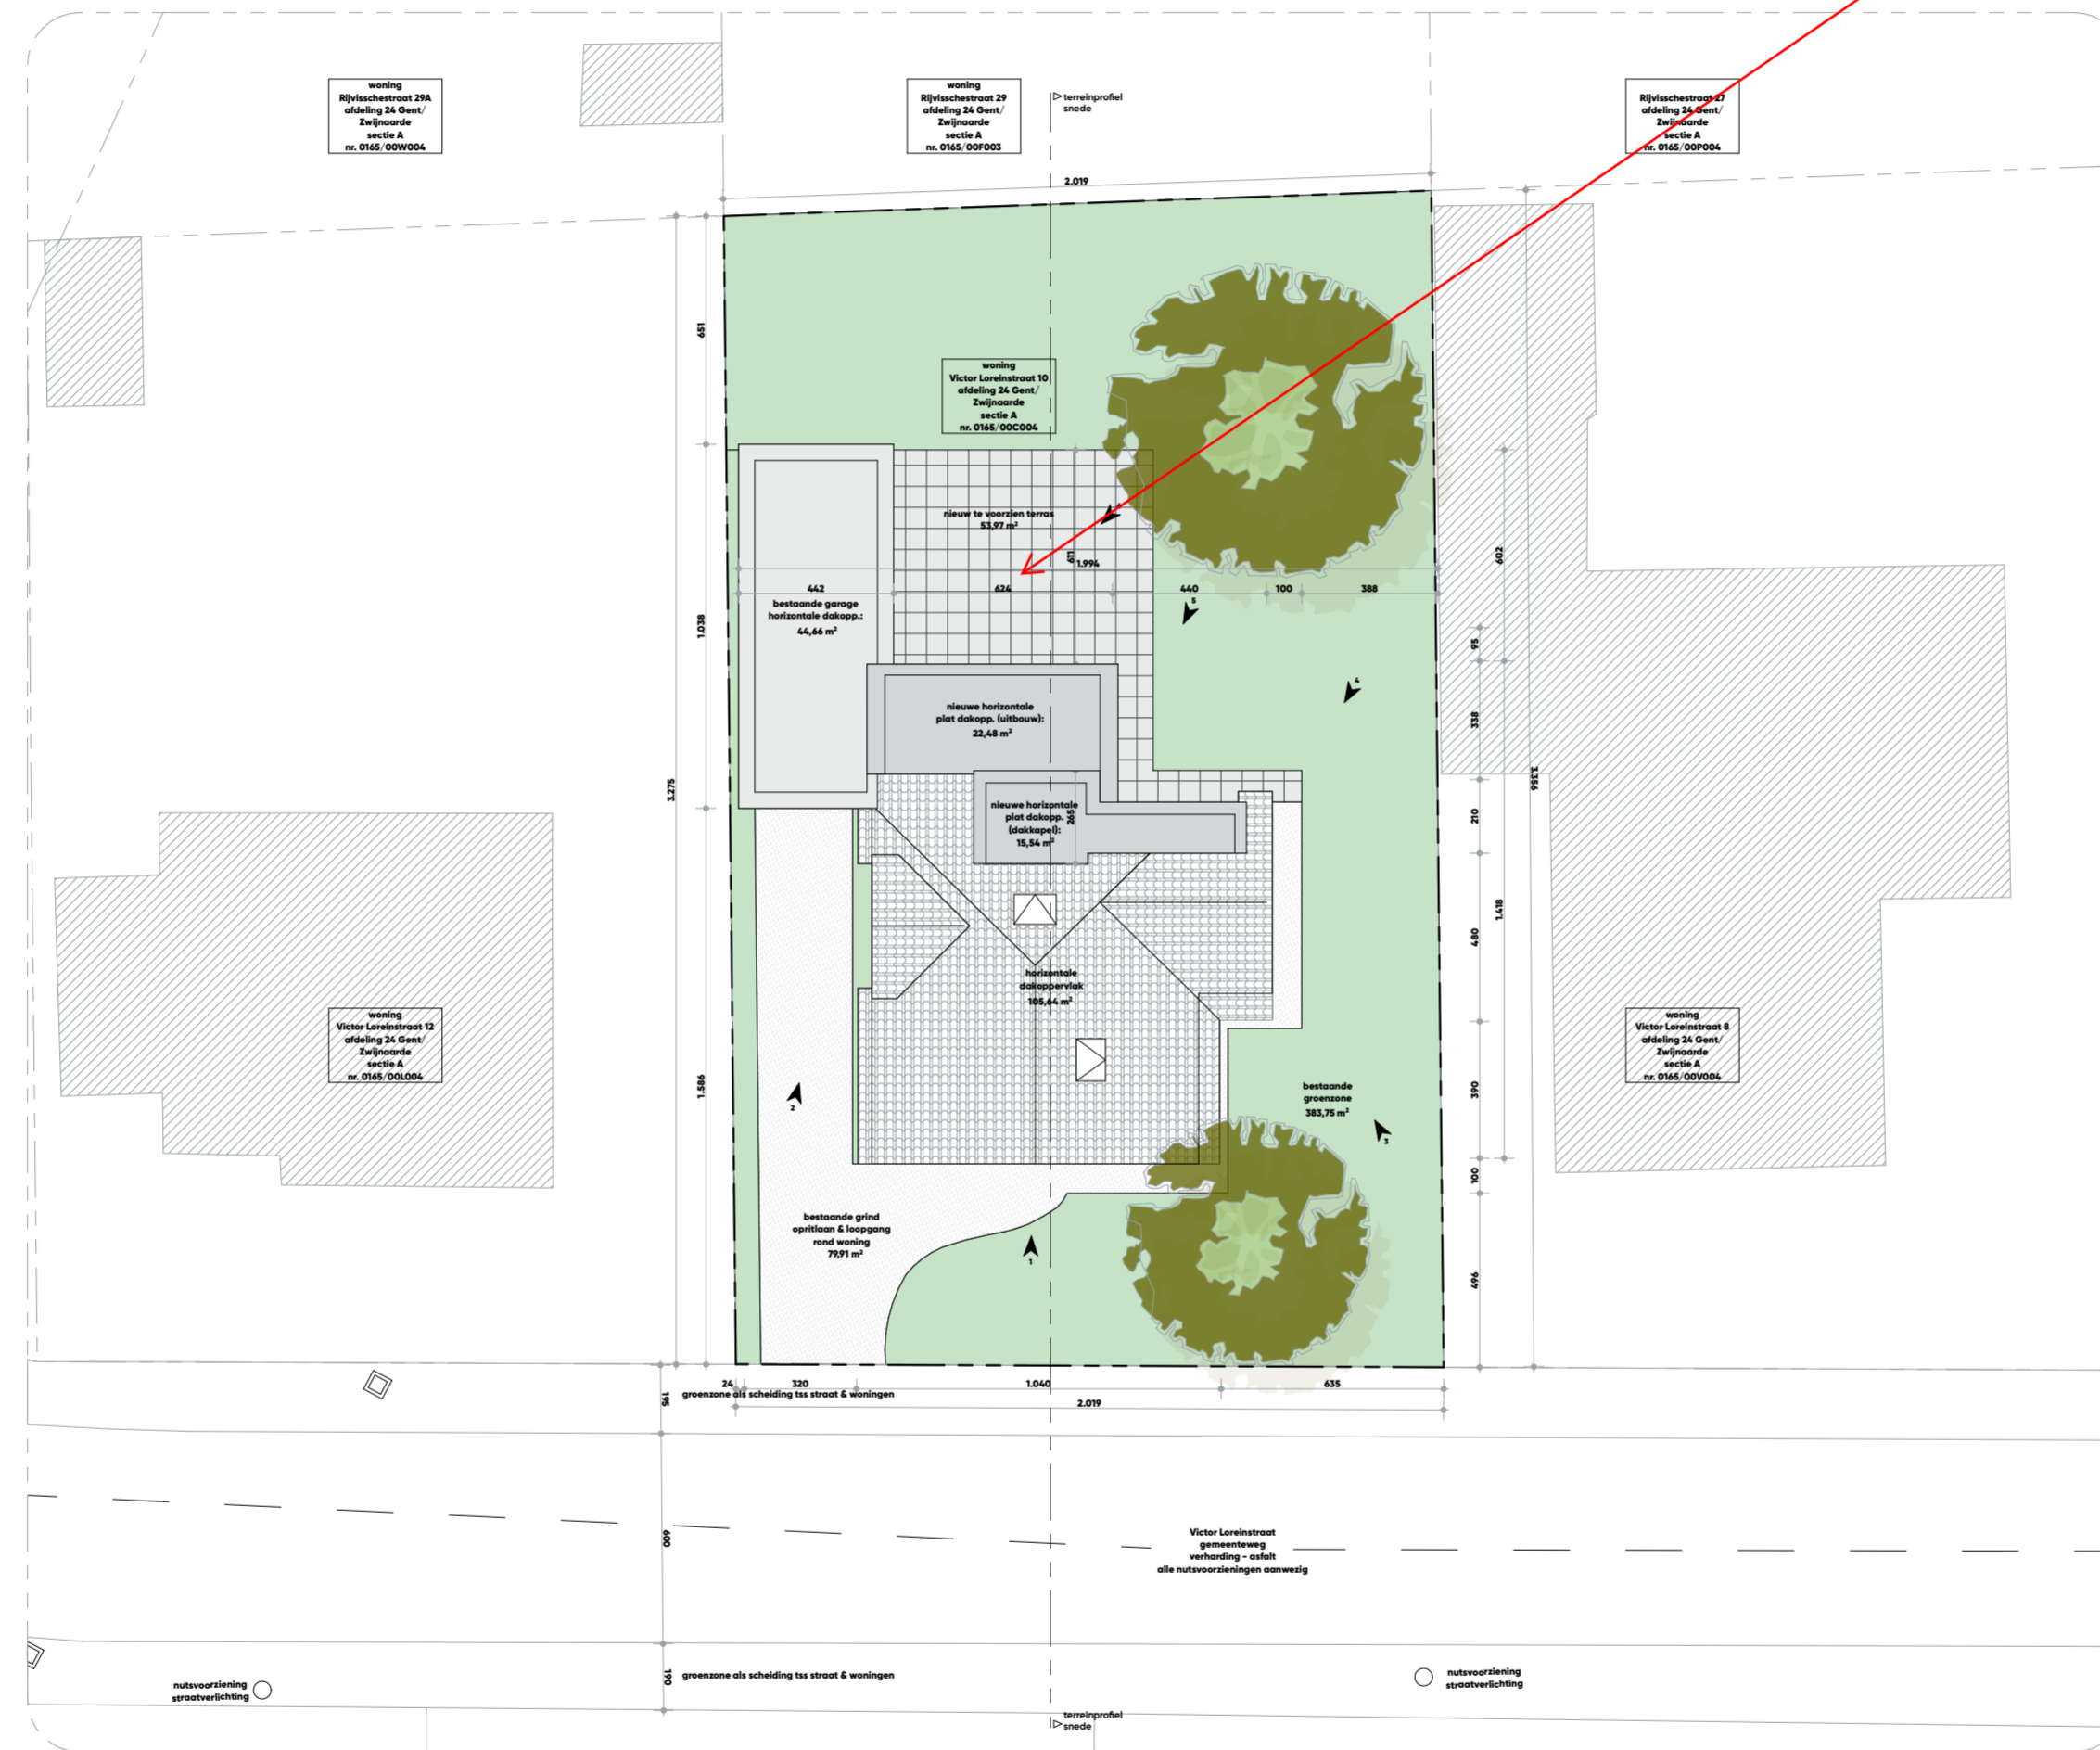 woning
Rijvisschestraat 29A
afdeling 24 Gent/
Zwijnaarde
sectie A
nr. 0165/00W004
woning
Rijvisschestraat 29
afdeling 24 Gent/
Zwijnaarde
sectie A
nr. 0165/00F003
terreinprofiel
snede
Rijvisschestraat 27
afdeling 24 Gent/
Zwijnaarde
sectie A
nr. 0165/00P004
2.019
651
woning
Victor Loreinstraat 10
afdeling 24 Gent/
Zwijnaarde
sectie A
nr. 0165/00C004
nieuw te voorzien terras
53,97 m²
611
1.994
442
624
440
100
388
bestaande garage
horizontale dakopp.:
44,66 m²
5
4
602
95
338
1.038
3.275
3.359
nieuwe horizontale
plat dakopp. (uitbouw):
22,48 m²
nieuwe horizontale
plat dakopp.
(dakkapel):
15,54 m²
265
210
1.418
480
horizontale
dakoppervlak
105,64 m²
woning
Victor Loreinstraat 12
afdeling 24 Gent/
Zwijnaarde
sectie A
nr. 0165/00L004
woning
Victor Loreinstraat 8
afdeling 24 Gent/
Zwijnaarde
sectie A
nr. 0165/00V004
1.586
2
bestaande
groenzone
383,75 m²
3
390
100
496
bestaande grind
opritlaan & loopgang
rond woning
79,91 m²
1
24
320
1.040
635
195
groenzone als scheiding tss straat & woningen
2.019
600
Victor Loreinstraat
gemeenteweg
verharding - asfalt
alle nutsvoorzieningen aanwezig
190
groenzone als scheiding tss straat & woningen
nutsvoorziening
straatverlichting
nutsvoorziening
straatverlichting
terreinprofiel
snede